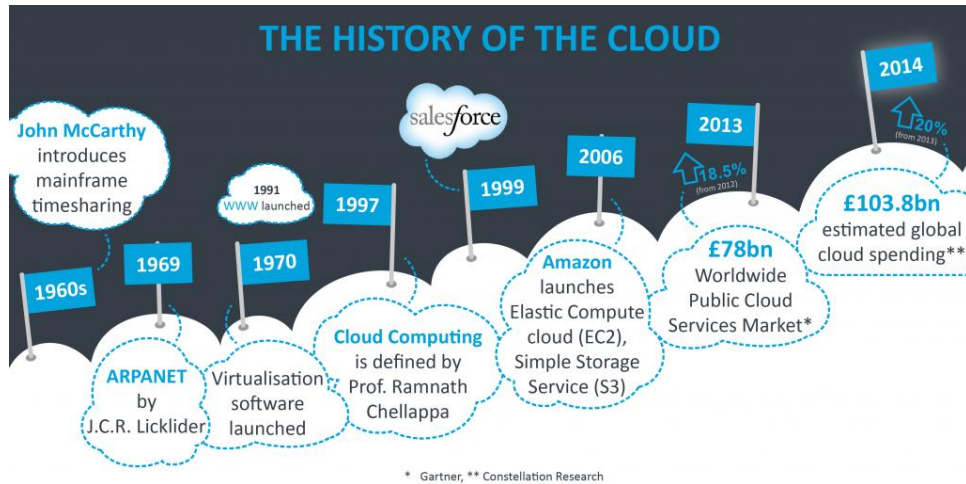 THE HISTORY OF THE CLOUD
John McCarthy
introduces
mainframe
timesharing
1960s
1969
ARPANET
by
J.C.R. Licklider
1970
Virtualisation
software
launched
1991
WWW launched
1997
Cloud Computing
is defined by
Prof. Ramnath
Chellappa
salesforce
1999
2006
Amazon
launches
Elastic Compute
cloud (EC2),
Simple Storage
Service (S3)
2013
18.5%
(from 2012)
£78bn
Worldwide
Public Cloud
Services Market*
2014
20%
(from 2013)
£103.8bn
estimated global
cloud spending**
* Gartner, ** Constellation Research